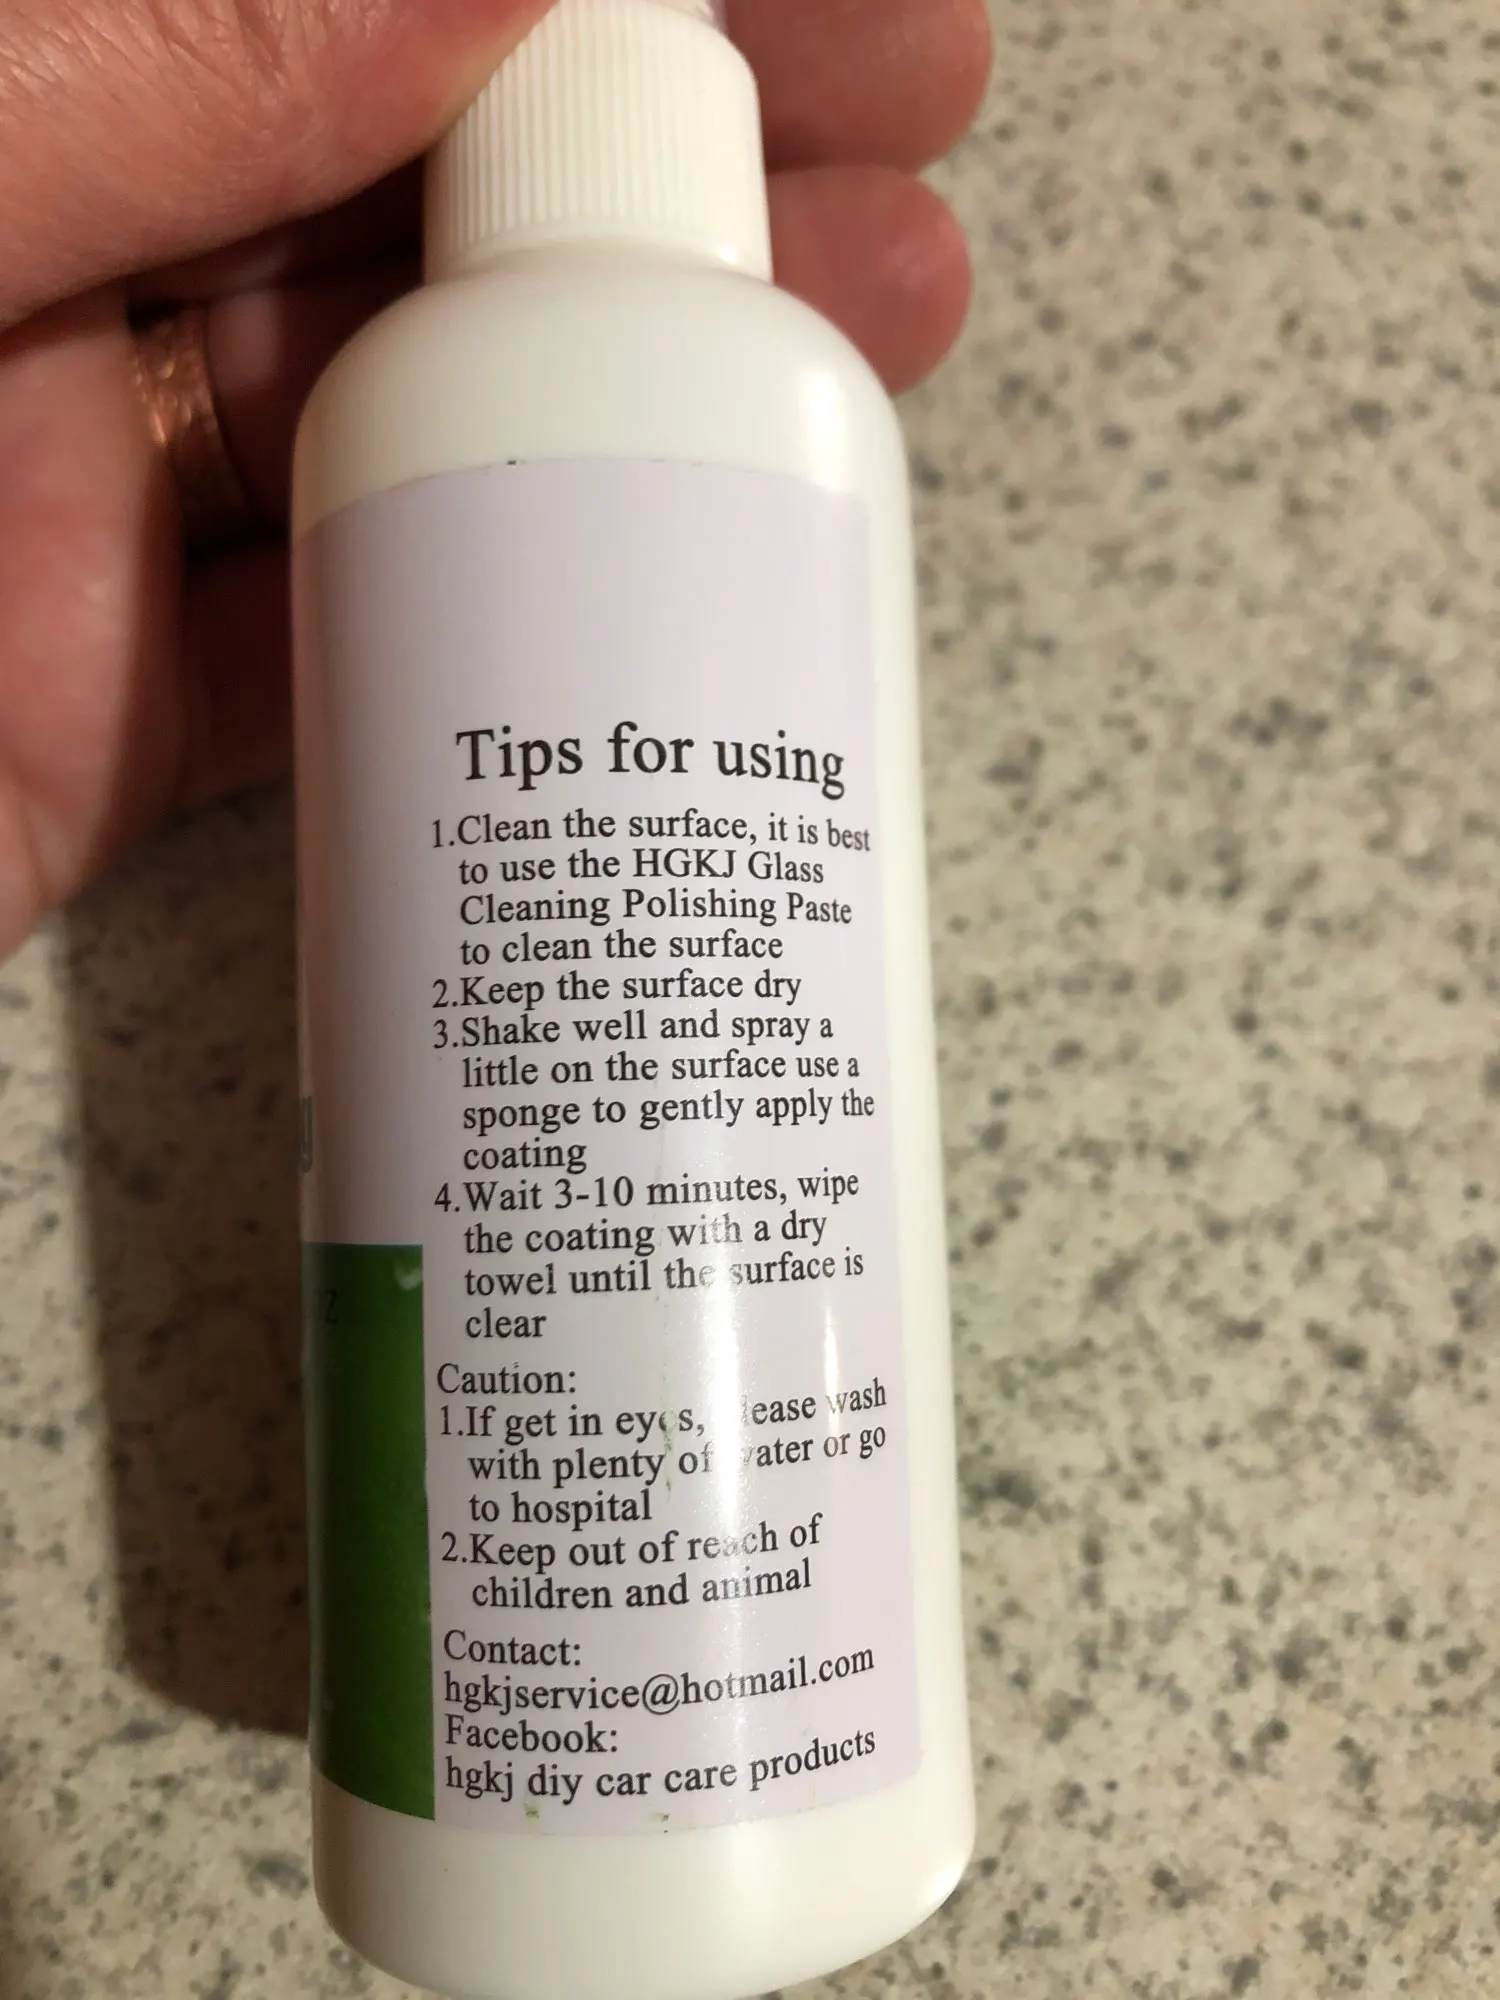 Tips for using
1.Clean the surface, it is best
to use the HGKJ Glass
Cleaning Polishing Paste
to clean the surface
2.Keep the surface dry
3.Shake well and spray a
little on the surface use a
sponge to gently apply the
coating
4.Wait 3-10 minutes, wipe
the coating with a dry
towel until the surface is
clear
Caution:
1.If get in eyes, please wash
with plenty of water or go
to hospital
2.Keep out of reach of
children and animal
Contact:
hgkjservice@hotmail.com
Facebook:
hgkj diy car care products